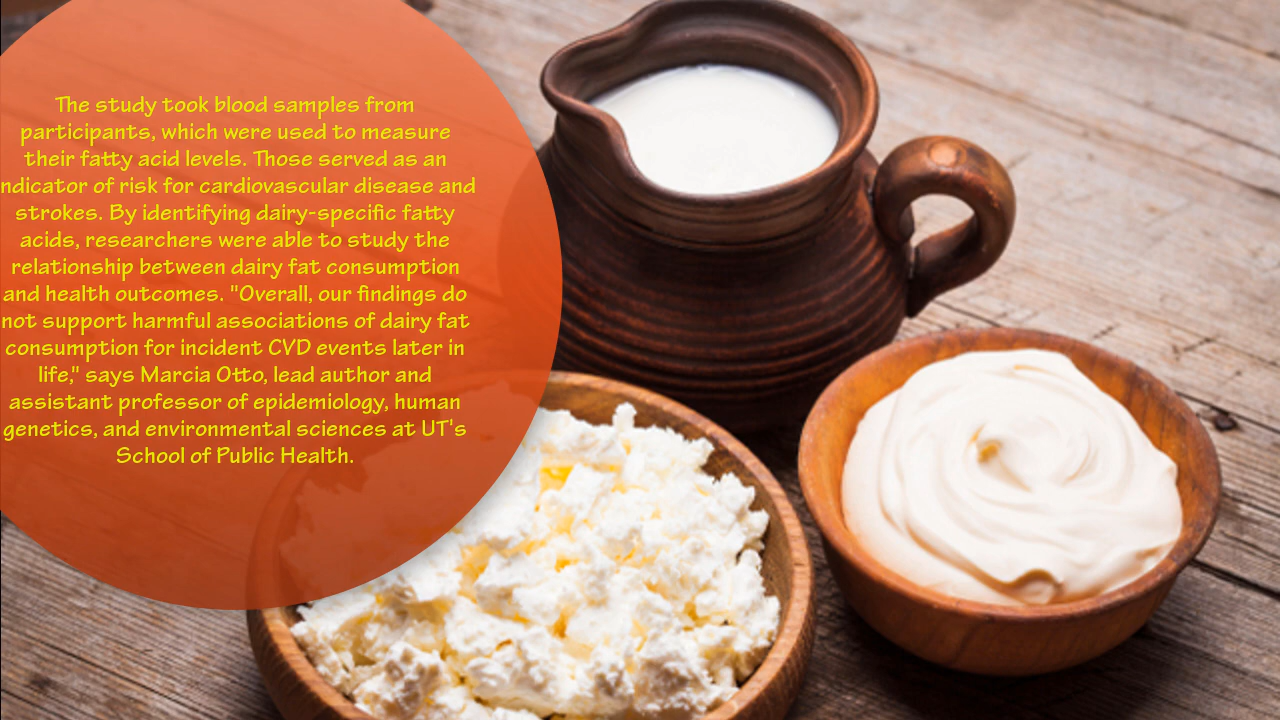 The study took blood samples from
participants, which were used to measure
their fatty acid levels. Those served as an
ndicator of risk for cardiovascular disease and
strokes. By identifying dairy-specific fatty
acids, researchers were able to study the
relationship between dairy fat consumption
and health outcomes. "Overall, our findings do
not support harmful associations of dairy fat
consumption for incident CVD events later in
life," says Marcia Otto, lead author and
assistant professor of epidemiology, human
genetics, and environmental sciences at UT's
School of Public Health.